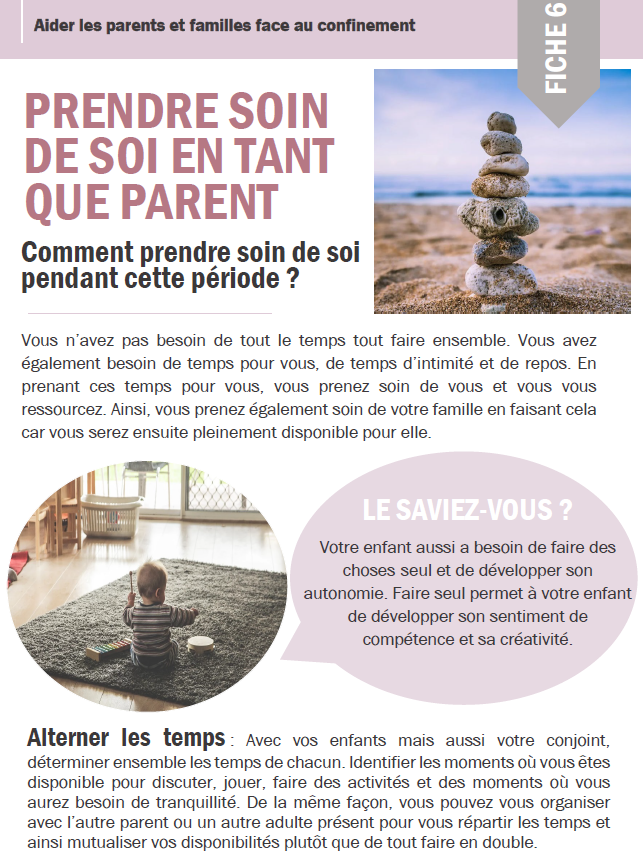 Aider les parents et familles face au confinement
FICHE 6
PRENDRE SOIN
DE SOI EN TANT
QUE PARENT
Comment prendre soin de soi
pendant cette période ?
Vous n'avez pas besoin de tout le temps tout faire ensemble. Vous avez
également besoin de temps pour vous, de temps d'intimité et de repos. En
prenant ces temps pour vous, vous prenez soin de vous et vous vous
ressourcez. Ainsi, vous prenez également soin de votre famille en faisant cela
car vous serez ensuite pleinement disponible pour elle.
LE SAVIEZ-VOUS ?
Votre enfant aussi a besoin de faire des
choses seul et de développer son
autonomie. Faire seul permet à votre enfant
de développer son sentiment de
compétence et sa créativité.
Alterner les temps : Avec vos enfants mais aussi votre conjoint,
déterminer ensemble les temps de chacun. Identifier les moments où vous êtes
disponible pour discuter, jouer, faire des activités et des moments où vous
aurez besoin de tranquillité. De la même façon, vous pouvez vous organiser
avec l'autre parent ou un autre adulte présent pour vous répartir les temps et
ainsi mutualiser vos disponibilités plutôt que de tout faire en double.